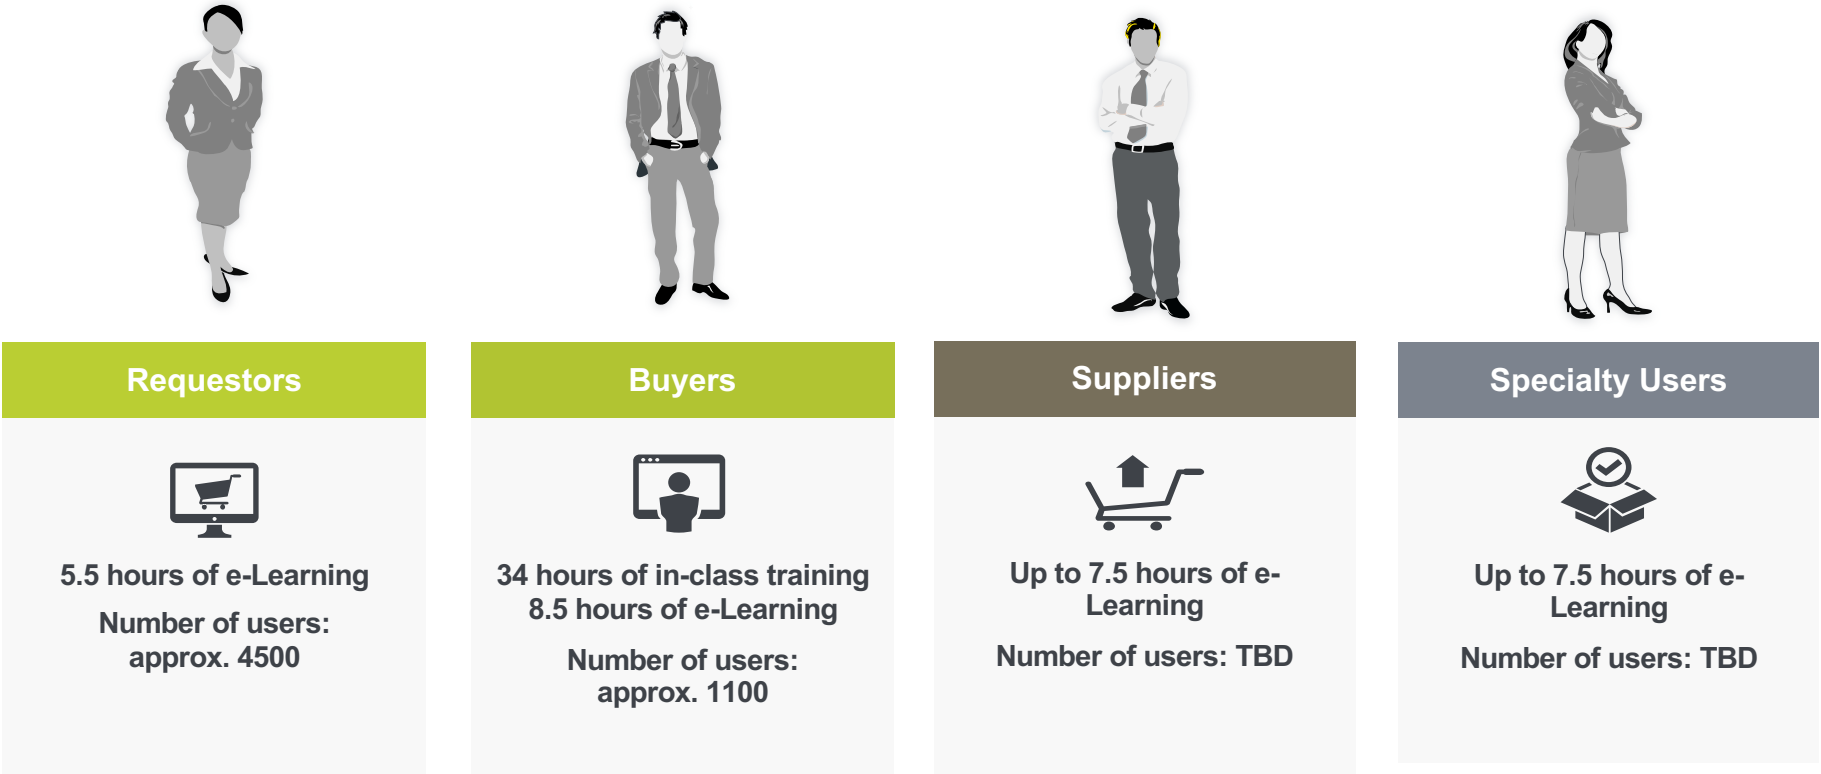 Requestors
5.5 hours of e-Learning
Number of users:
approx. 4500
Buyers
34 hours of in-class training
8.5 hours of e-Learning
Number of users:
approx. 1100
Suppliers
Up to 7.5 hours of e-
Learning
Number of users: TBD
Specialty Users
Up to 7.5 hours of e-
Learning
Number of users: TBD